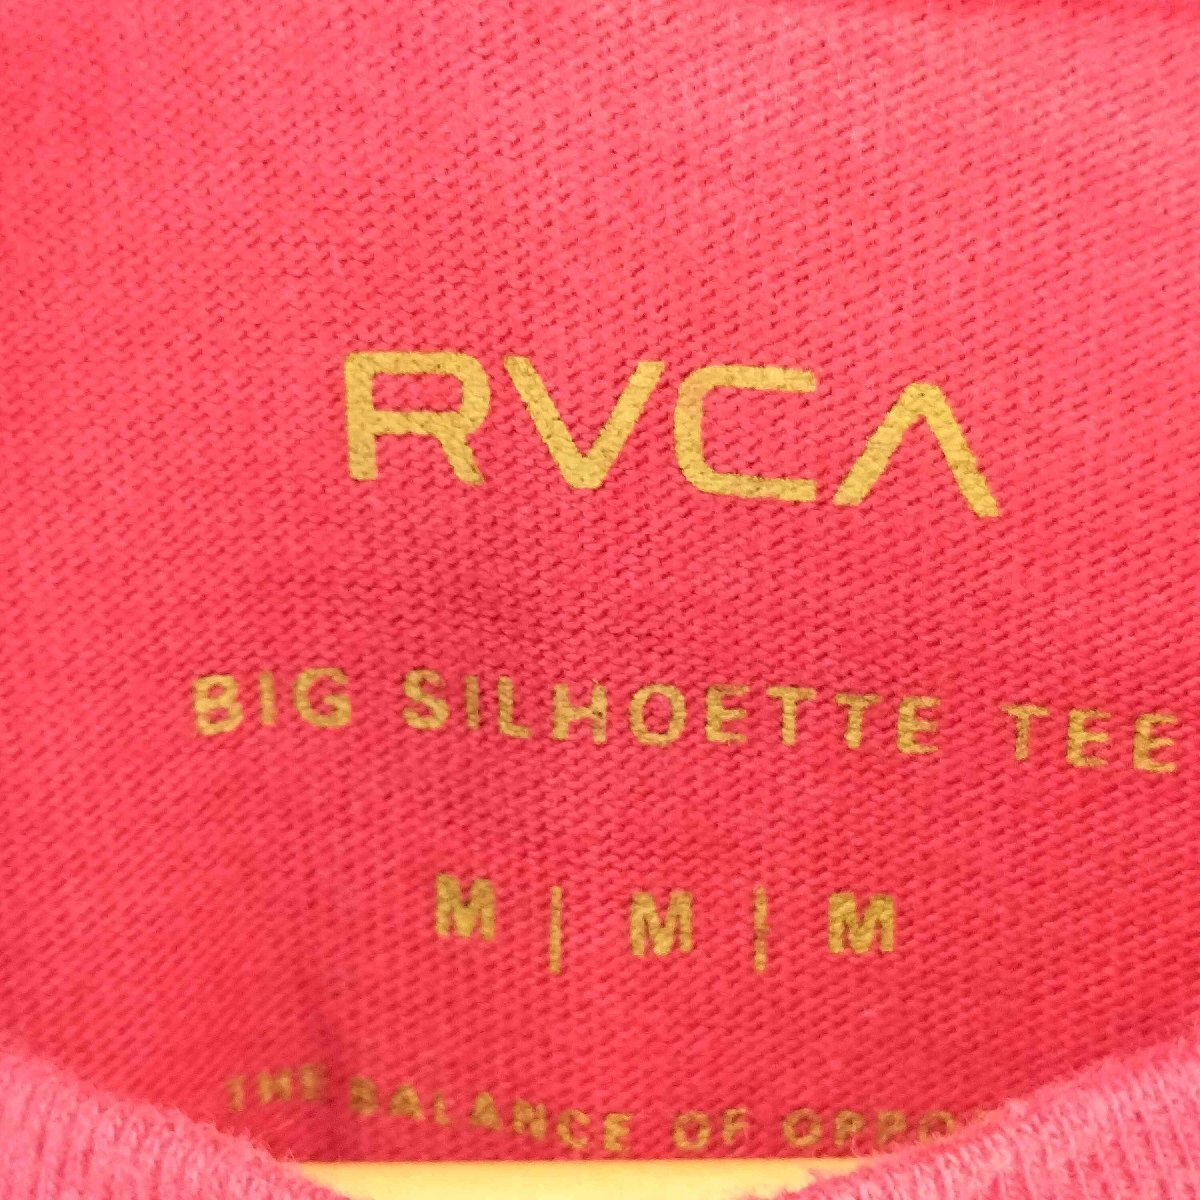 RVCA
BIG SILHOETTE TEE
M | M | M
THE BALANCE OF OPPO